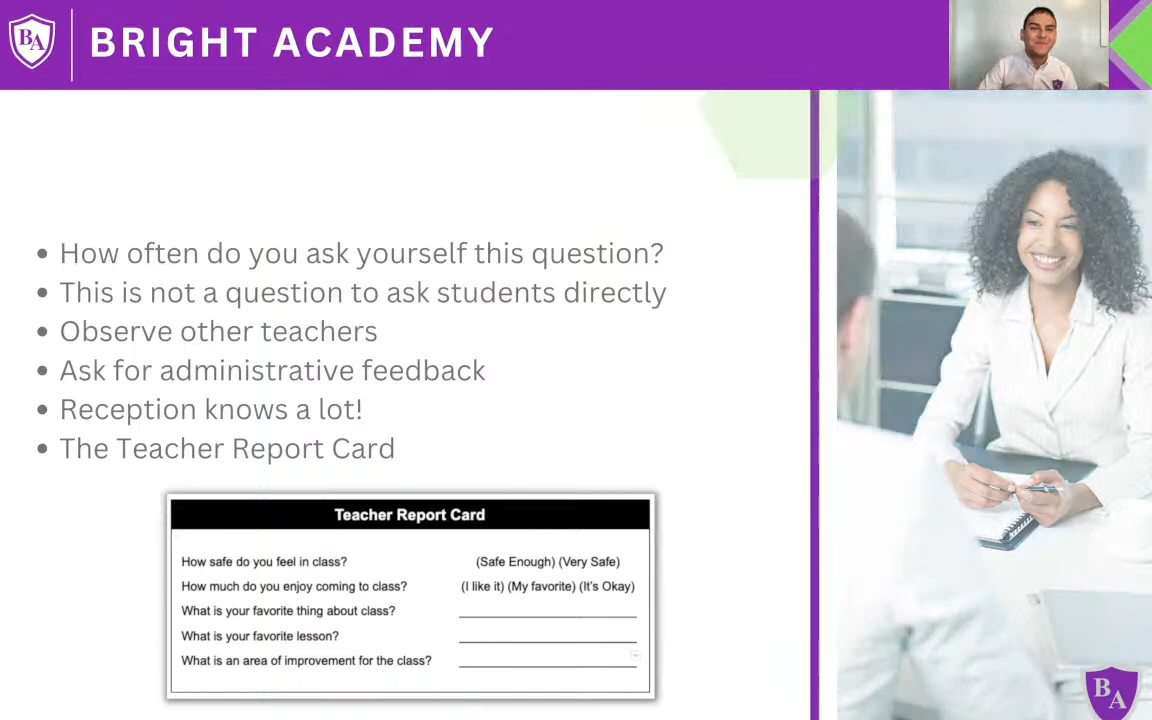 BA
BRIGHT ACADEMY
How often do you ask yourself this question?
This is not a question to ask students directly
Observe other teachers
Ask for administrative feedback
Reception knows a lot!
The Teacher Report Card
Teacher Report Card
How safe do you feel in class? (Safe Enough) (Very Safe)
How much do you enjoy coming to class? (I like it) (My favorite) (It's Okay)
What is your favorite thing about class?
What is your favorite lesson?
What is an area of improvement for the class?
BA